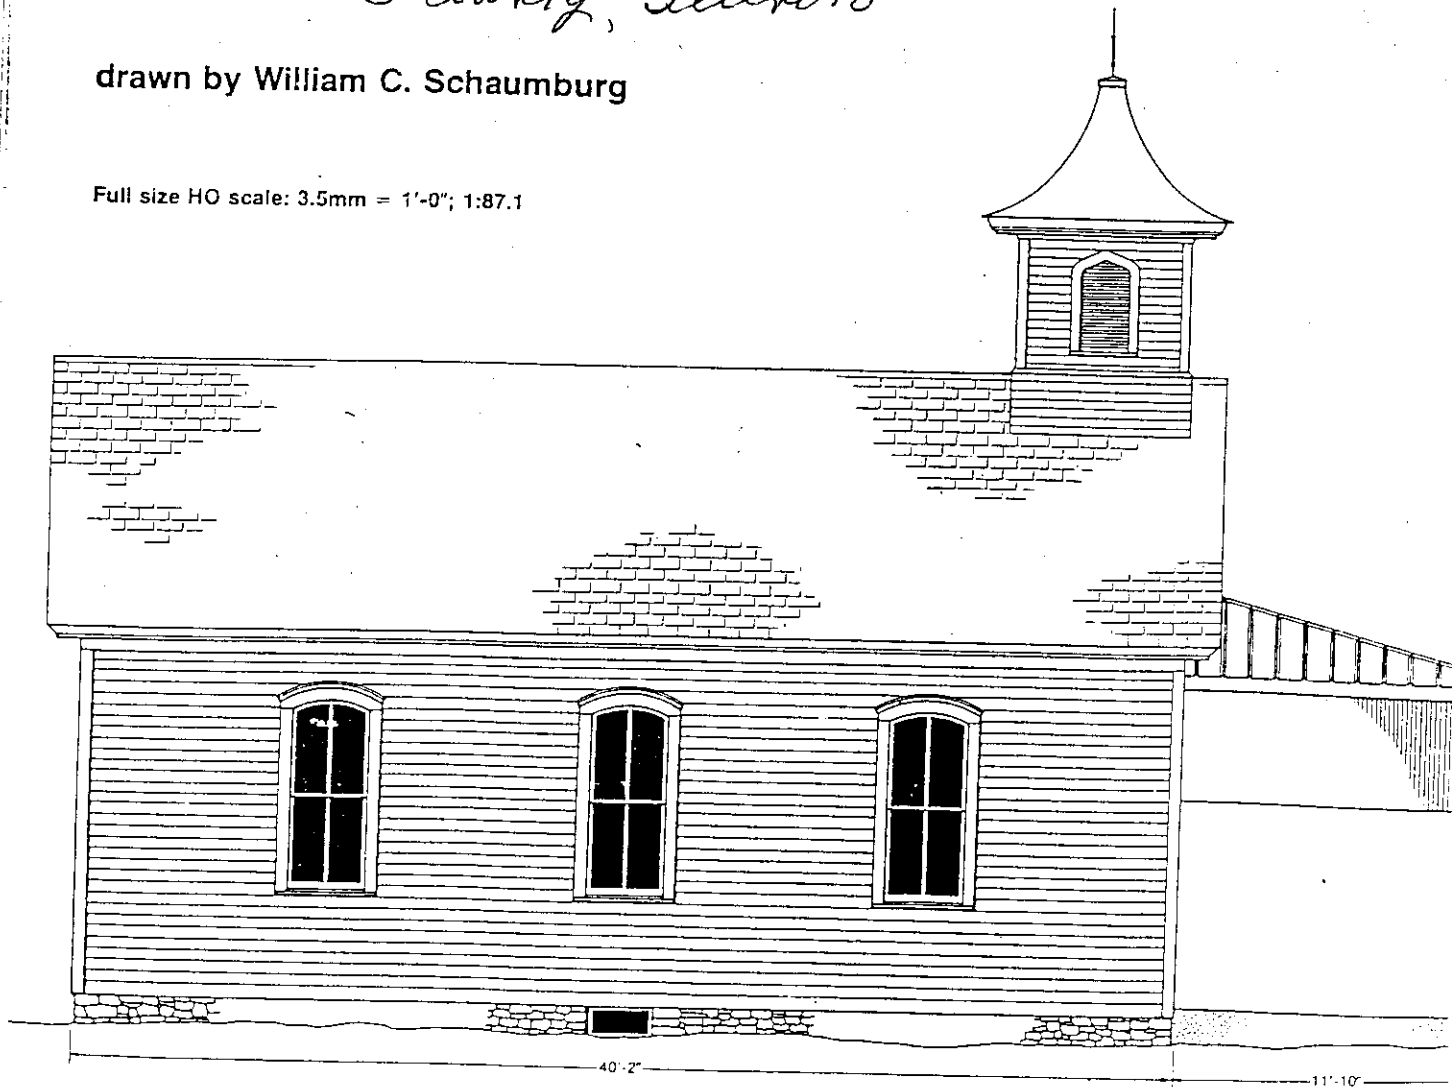 drawn by William C. Schaumburg
Full size HO scale: 3.5mm = 1'-0"; 1:87.1
40'-2"
11'-10"